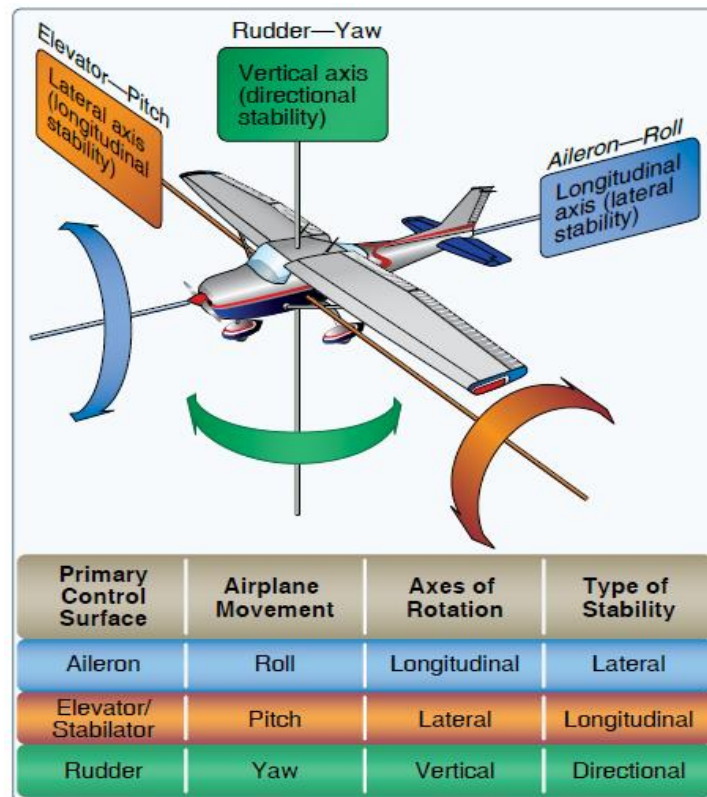 Rudder—Yaw
Vertical axis
(directional
stability)
Elevator—Pitch
Lateral axis
(longitudinal
stability)
Aileron—Roll
Longitudinal
axis (lateral
stability)
Primary
Control
Surface
Airplane
Movement
Axes of
Rotation
Type of
Stability
Aileron
Roll
Longitudinal
Lateral
Elevator/
Stabilator
Pitch
Lateral
Longitudinal
Rudder
Yaw
Vertical
Directional